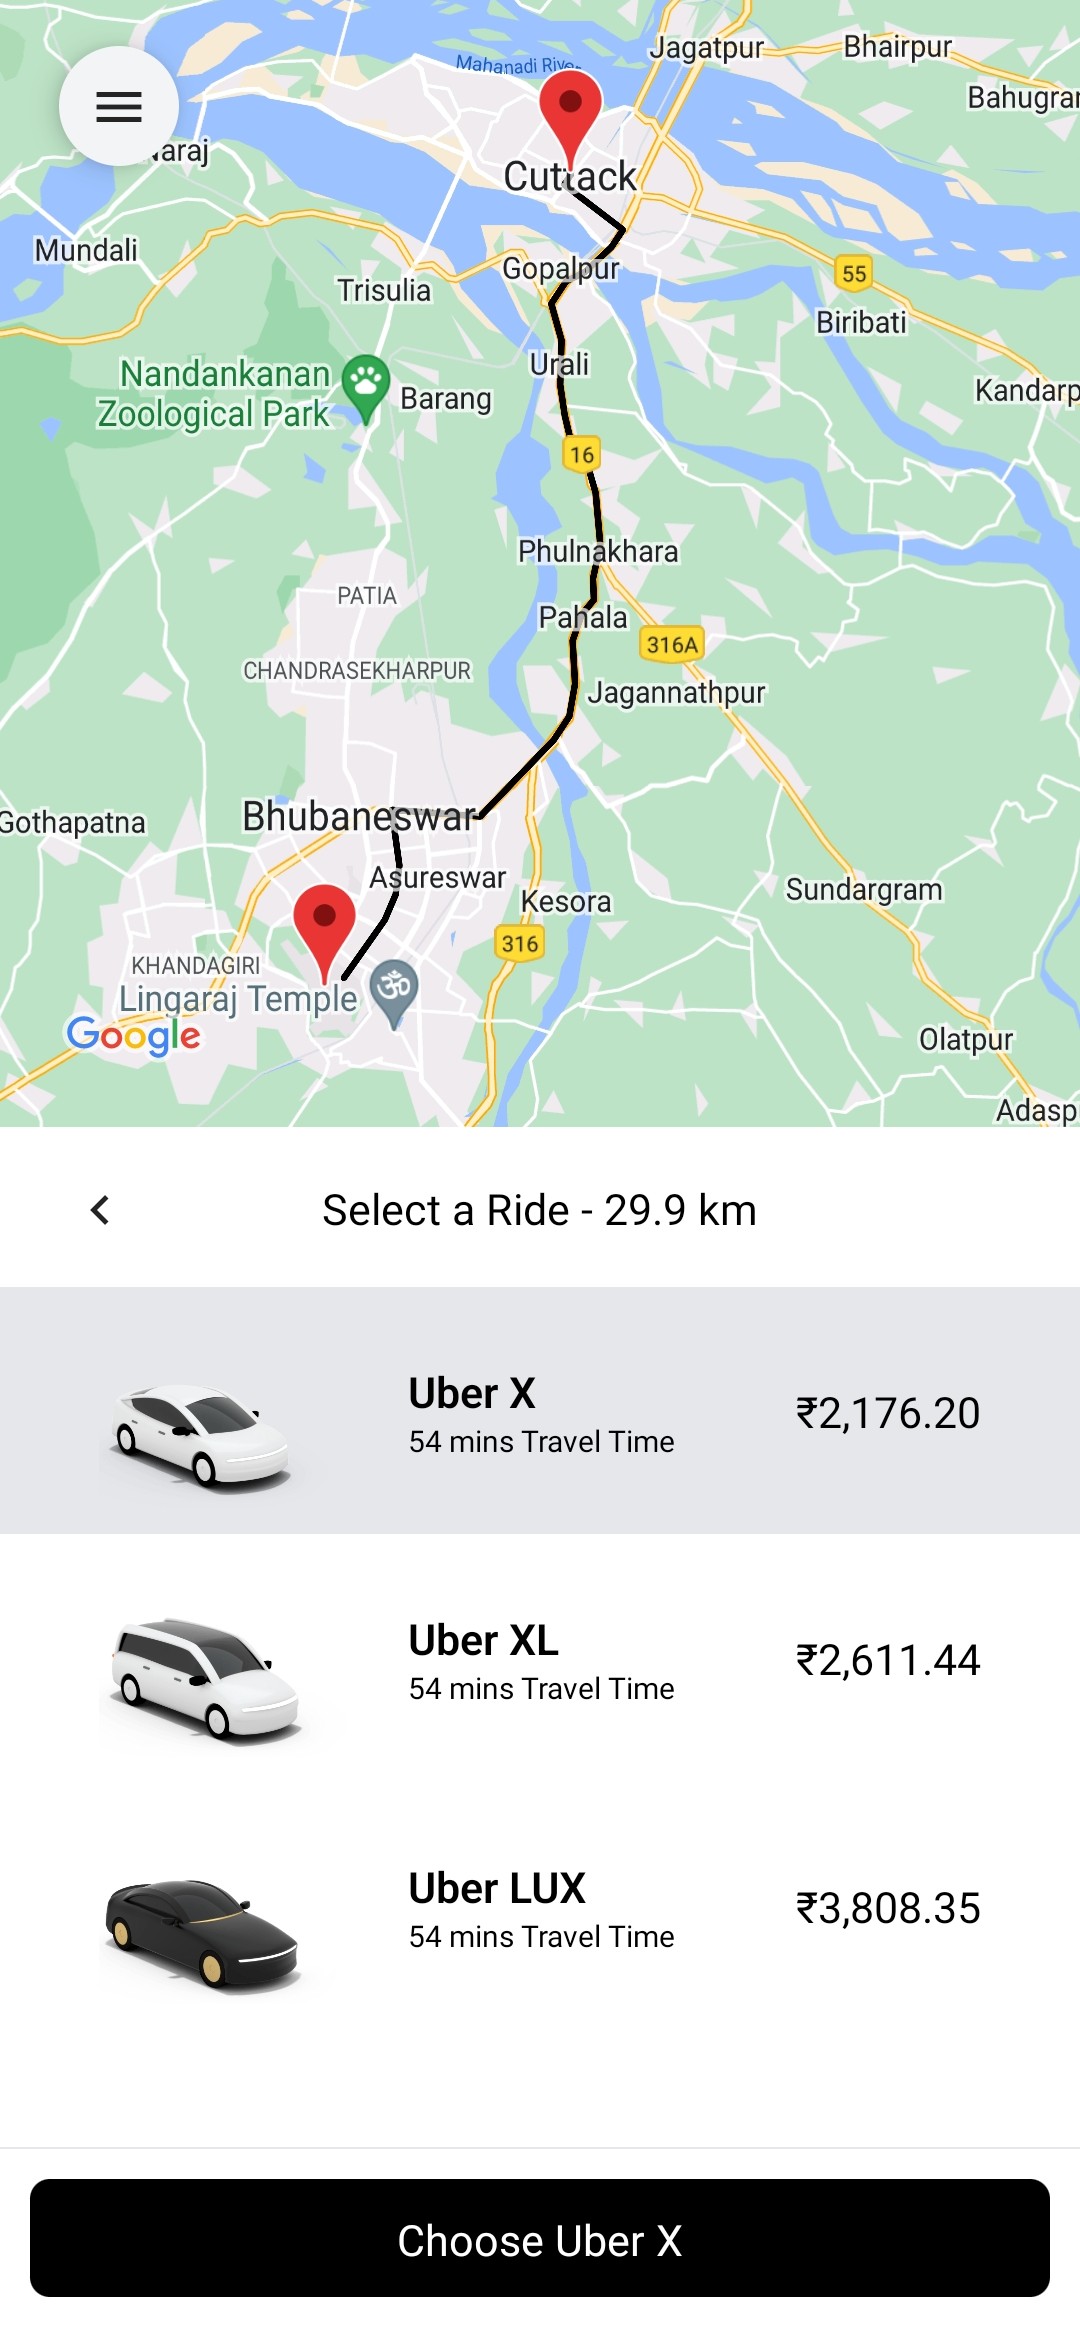 Mahanadi River
Jagatpur
Bhairpur
Bahugram
Naraj
Cuttack
Mundali
Gopalpur
55
Trisulia
Biribati
Urali
Nandankanan
Zoological Park
Barang
Kandarp
16
Phulnakhara
PATIA
Pahala
316A
CHANDRASEKHARPUR
Jagannathpur
Bhubaneswar
Gothapatna
Asureswar
Sundargram
Kesora
316
KHANDAGIRI
Lingaraj Temple
ॐ
Google
Olatpur
Adasp
Select a Ride - 29.9 km
Uber X
₹2,176.20
54 mins Travel Time
Uber XL
₹2,611.44
54 mins Travel Time
Uber LUX
₹3,808.35
54 mins Travel Time
Choose Uber X